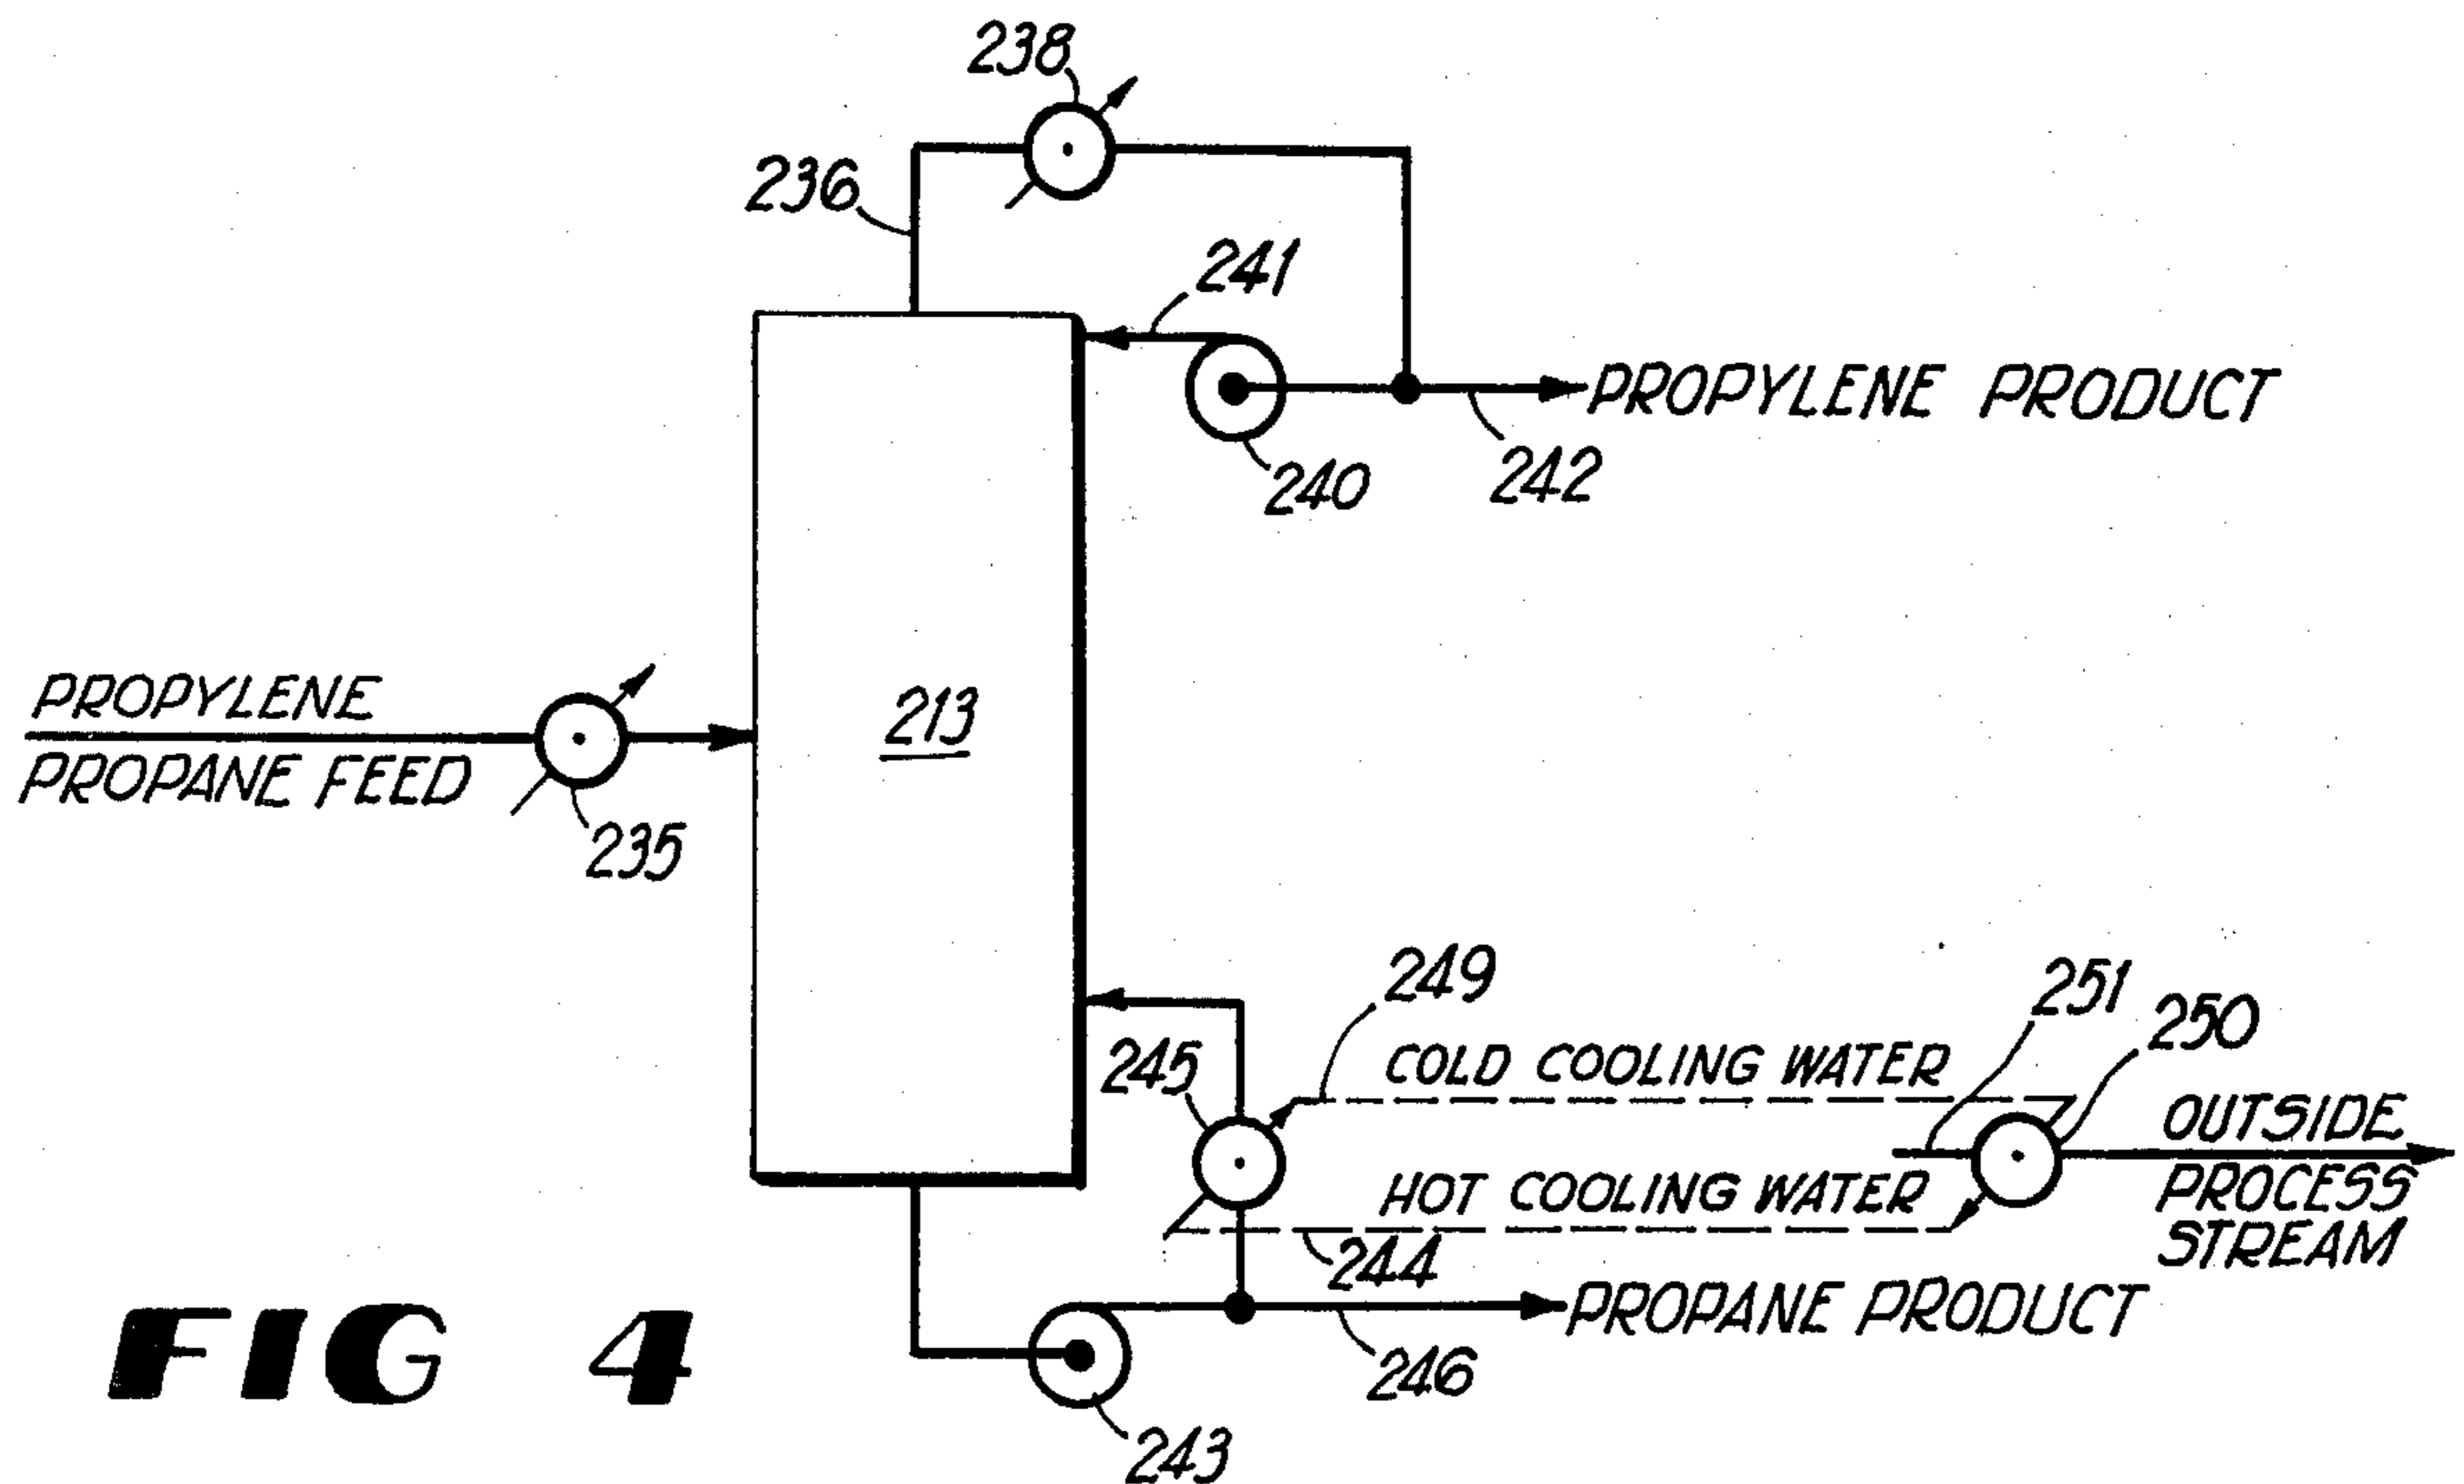 238
236
241
PROPYLENE PRODUCT
240
242
PROPYLENE
PROPANE FEED
213
235
249
251
250
245
COLD COOLING WATER
OUTSIDE
PROCESS
STREAM
HOT COOLING WATER
244
PROPANE PRODUCT
246
243
FIG 4